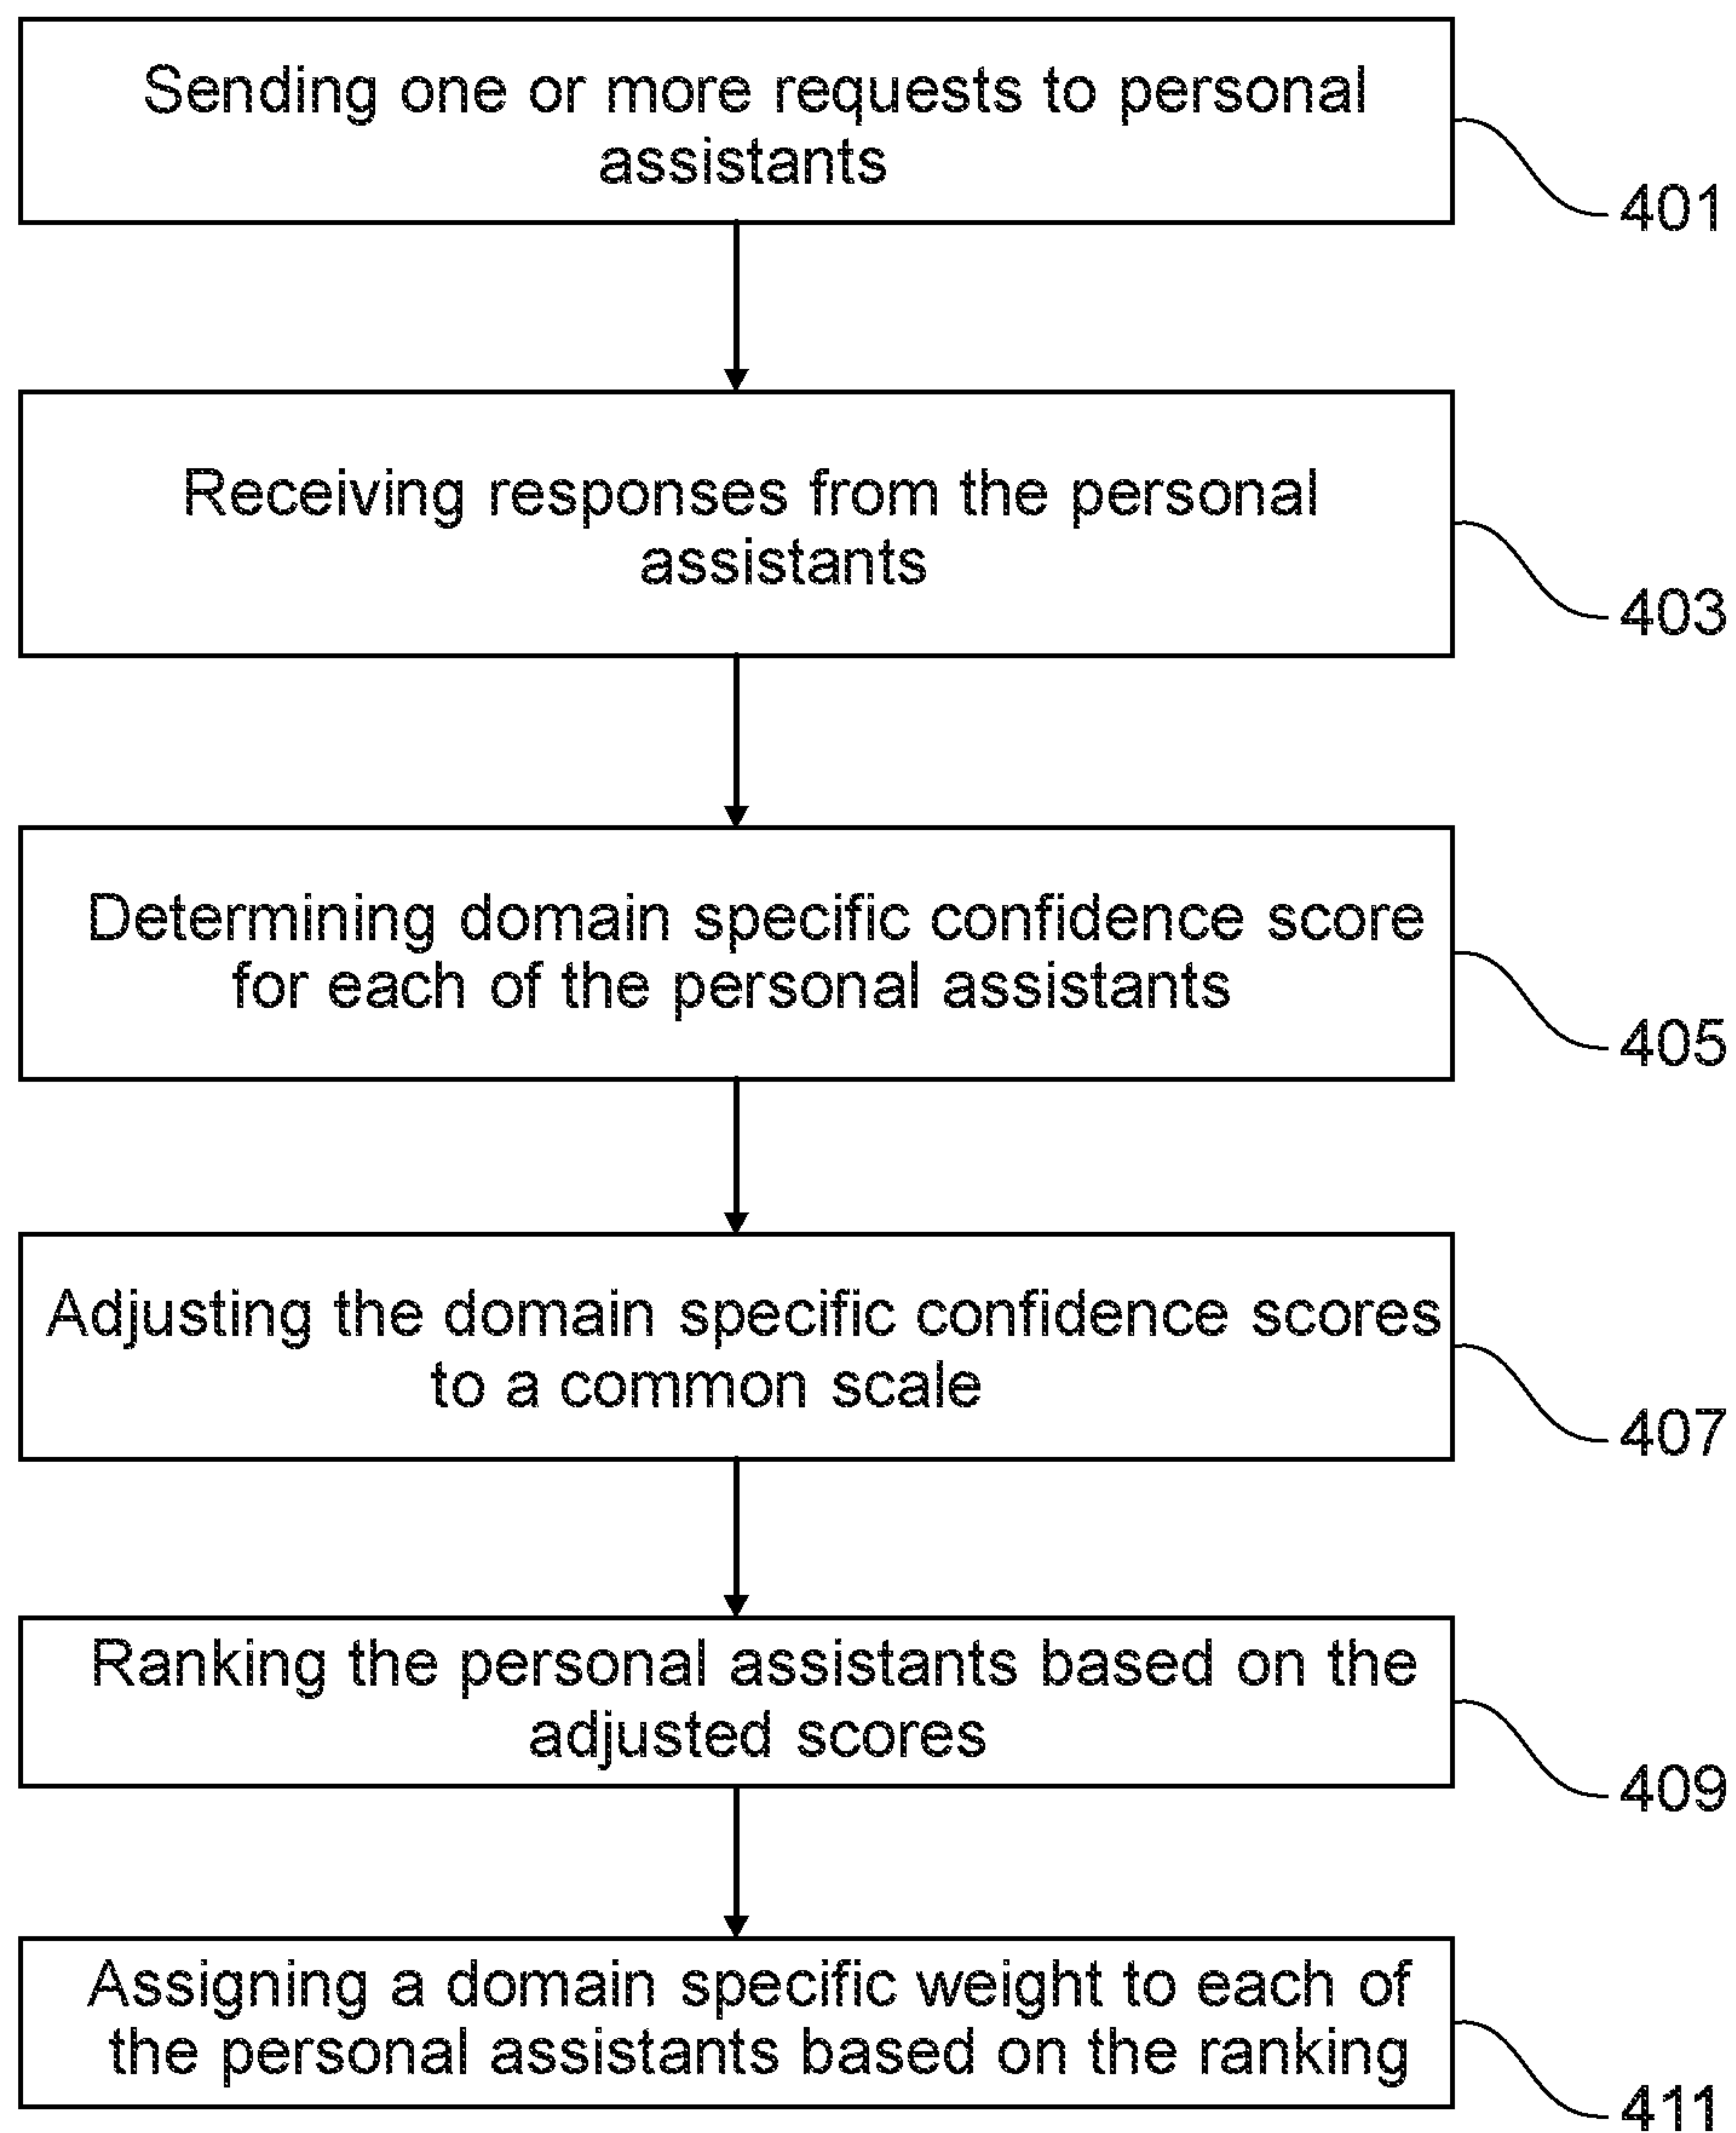 Sending one or more requests to personal
assistants
401
Receiving responses from the personal
assistants
403
Determining domain specific confidence score
for each of the personal assistants
405
Adjusting the domain specific confidence scores
to a common scale
407
Ranking the personal assistants based on the
adjusted scores
409
Assigning a domain specific weight to each of
the personal assistants based on the ranking
411